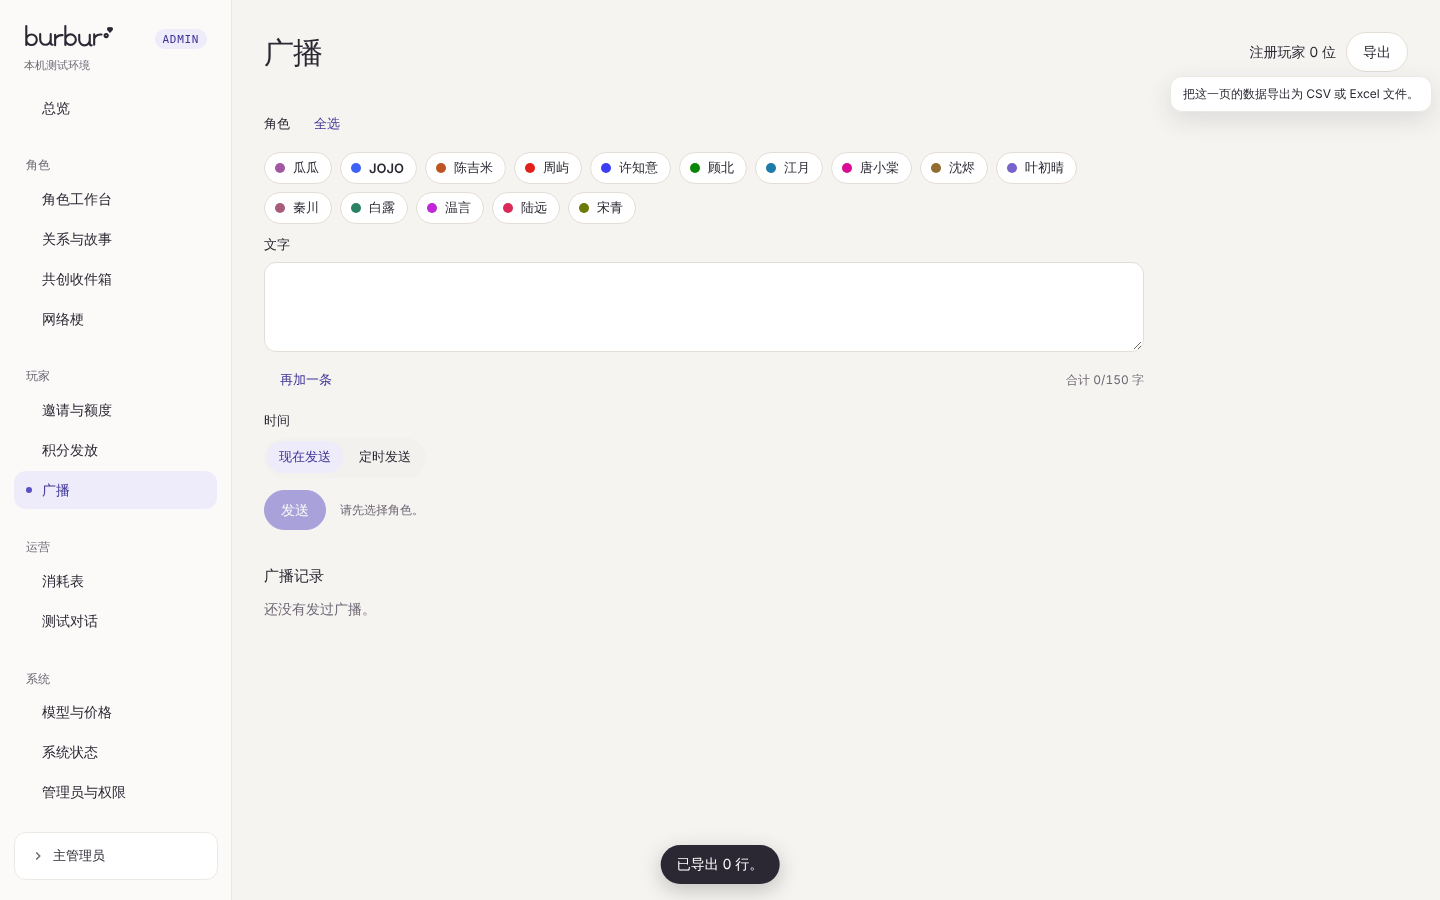 burbur
ADMIN
本机测试环境
总览
角色
角色工作台
关系与故事
共创收件箱
网络梗
玩家
邀请与额度
积分发放
广播
运营
消耗表
测试对话
系统
模型与价格
系统状态
管理员与权限
主管理员
广播
注册玩家 0 位
导出
把这一页的数据导出为 CSV 或 Excel 文件。
角色 全选
瓜瓜 JOJO 陈吉米 周屿 许知意 顾北 江月 唐小棠 沈烬 叶初晴
秦川 白露 温言 陆远 宋青
文字
再加一条
合计 0/150 字
时间
现在发送 定时发送
发送 请先选择角色。
广播记录
还没有发过广播。
已导出 0 行。